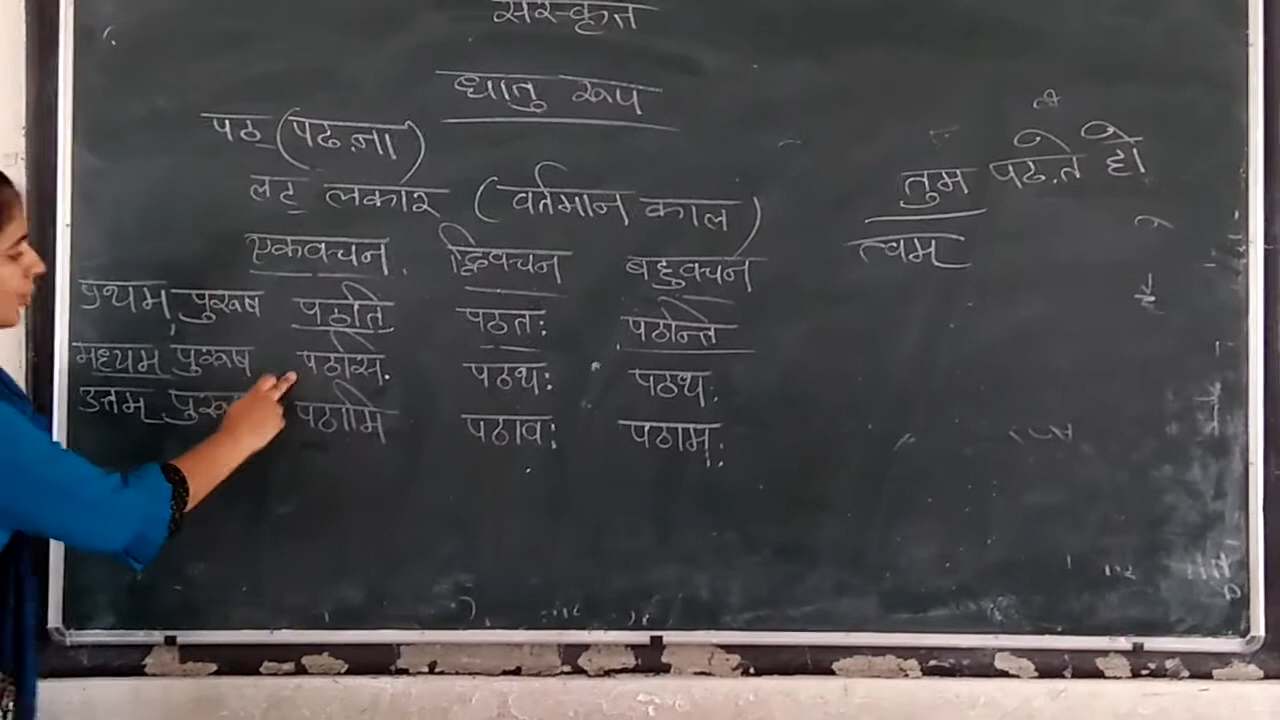 संस्कृत
धातु रूप
पठ् (पढ़ना)
लट् लकार (वर्तमान काल)
एकवचन द्विवचन बहुवचन
प्रथम पुरूष पठति पठतः पठन्ति
मध्यम पुरूष पठसि पठथः पठथ
उत्तम पठामि पठावः पठामः
तुम पढ़ते हो
त्वम्